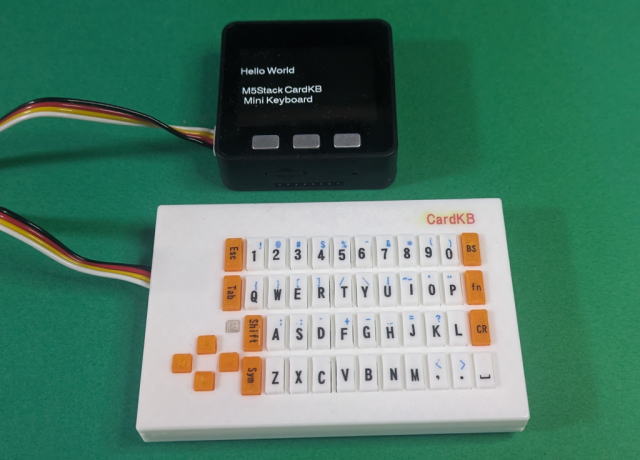 Hello World
M5Stack CardKB
Mini Keyboard
CardKB
Esc 1 2 3 4 5 6 7 8 9 0 BS
Tab Q W E R T Y U I O P fn
Shift A S D F G H J K L CR
Sym Z X C V B N M , .